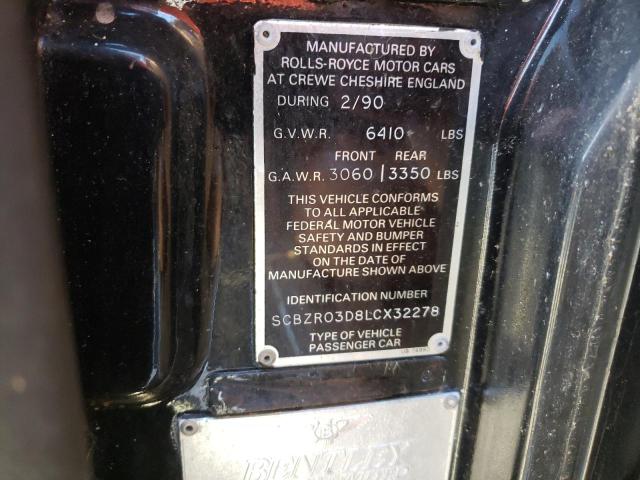 MANUFACTURED BY
ROLLS-ROYCE MOTOR CARS
AT CREWE CHESHIRE ENGLAND
DURING 2/90
G.V.W.R. 6410 LBS
FRONT REAR
G.A.W.R. 3060 | 3350 LBS
THIS VEHICLE CONFORMS
TO ALL APPLICABLE
FEDERAL MOTOR VEHICLE
SAFETY AND BUMPER
STANDARDS IN EFFECT
ON THE DATE OF
MANUFACTURE SHOWN ABOVE
IDENTIFICATION NUMBER
SCBZR03D8LCX32278
TYPE OF VEHICLE
PASSENGER CAR
BENTLEY